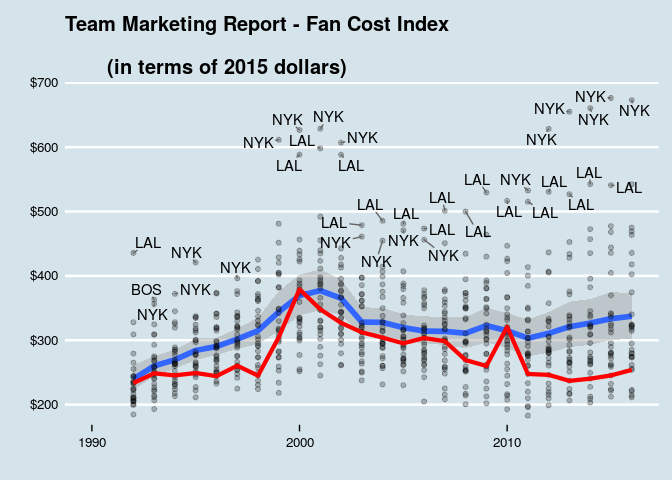 Team Marketing Report - Fan Cost Index
(in terms of 2015 dollars)
$700
NYK NYK
NYK NYK NYK NYK
$600 NYK LAL NYK NYK
LAL LAL
LAL NYK LAL LAL
$500 LAL LAL LAL LAL LAL LAL LAL
LAL NYK NYK LAL LAL
LAL NYK NYK NYK
$400 NYK
BOS NYK
NYK
$300
$200
1990 2000 2010